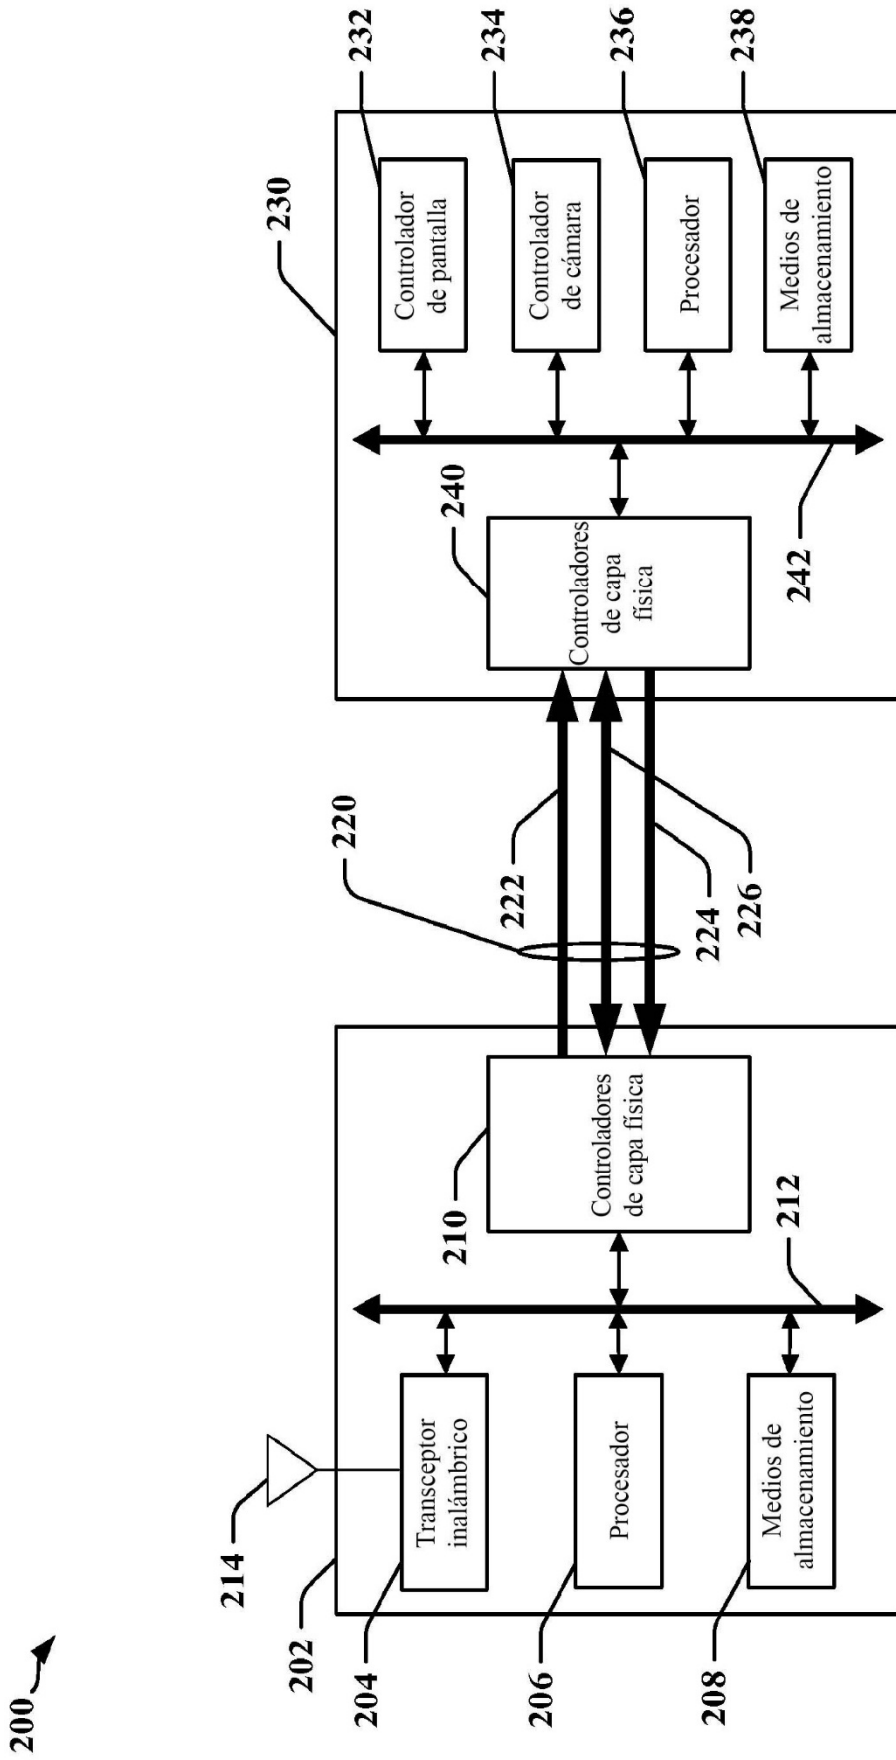 200
214
202
204
Transceptor
inalámbrico
206
Procesador
208
Medios de
almacenamiento
210
Controladores
de capa física
212
220
222
224
226
230
240
Controladores
de capa
física
242
232
Controlador
de pantalla
234
Controlador
de cámara
236
Procesador
238
Medios de
almacenamiento